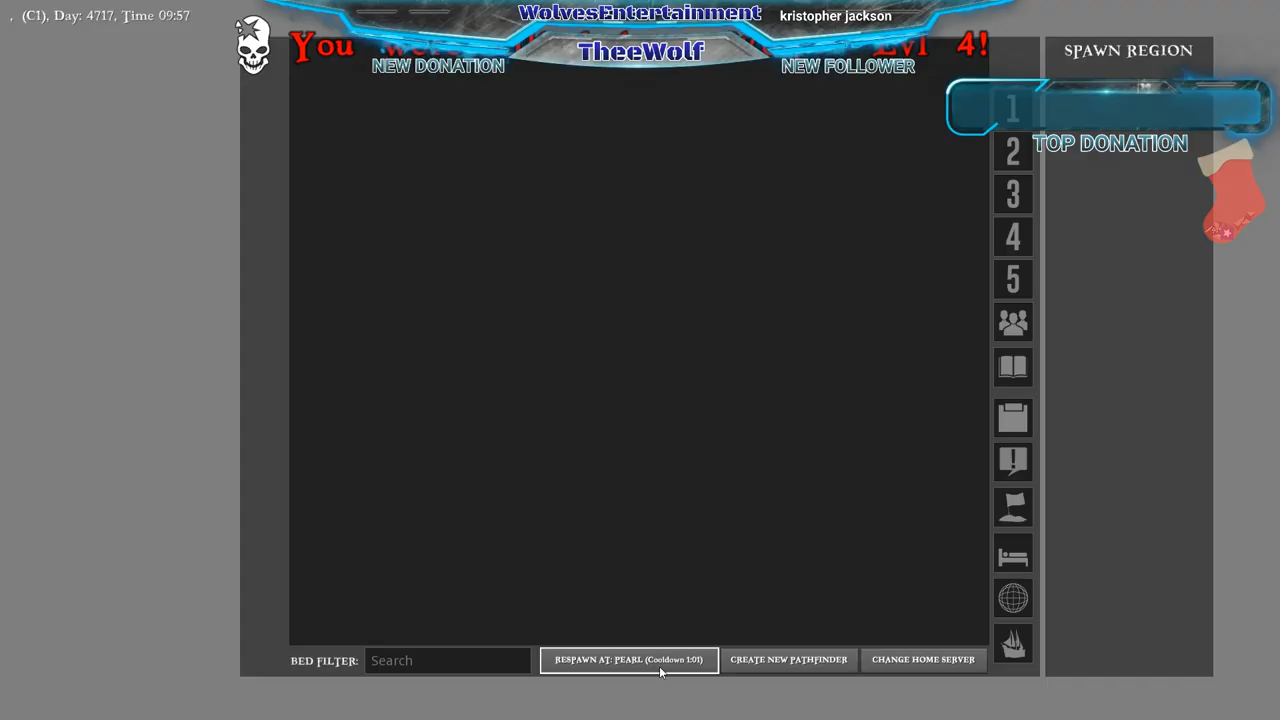 , (C1), Day: 4717, Time 09:57
WolvesEntertainment
kristopher jackson
You
Lvl 4!
TheeWolf
NEW DONATION
NEW FOLLOWER
SPAWN REGION
1
TOP DONATION
2
3
4
5
BED FILTER:
Search
RESPAWN AT: PEARL (Cooldown 1:01)
CREATE NEW PATHFINDER
CHANGE HOME SERVER